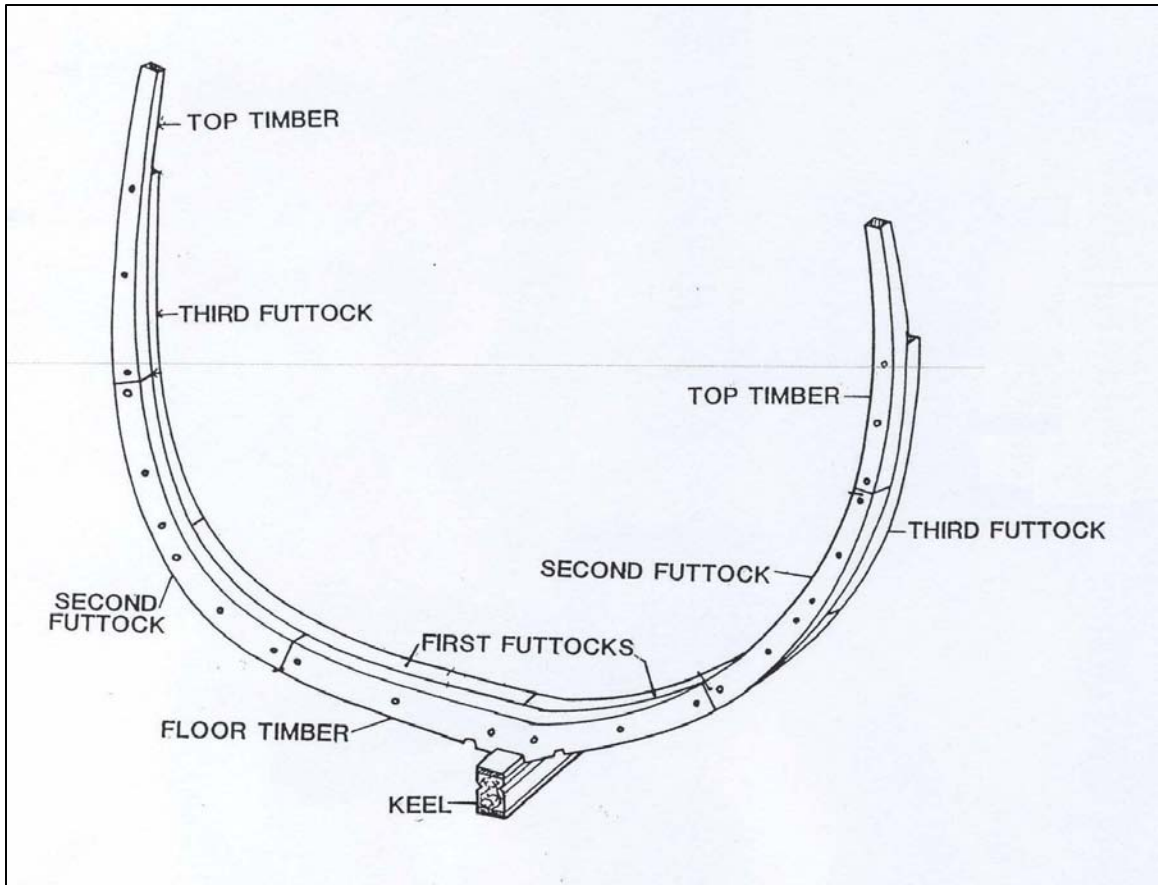 TOP TIMBER
THIRD FUTTOCK
TOP TIMBER
THIRD FUTTOCK
SECOND FUTTOCK
SECOND
FUTTOCK
FIRST FUTTOCKS
FLOOR TIMBER
KEEL